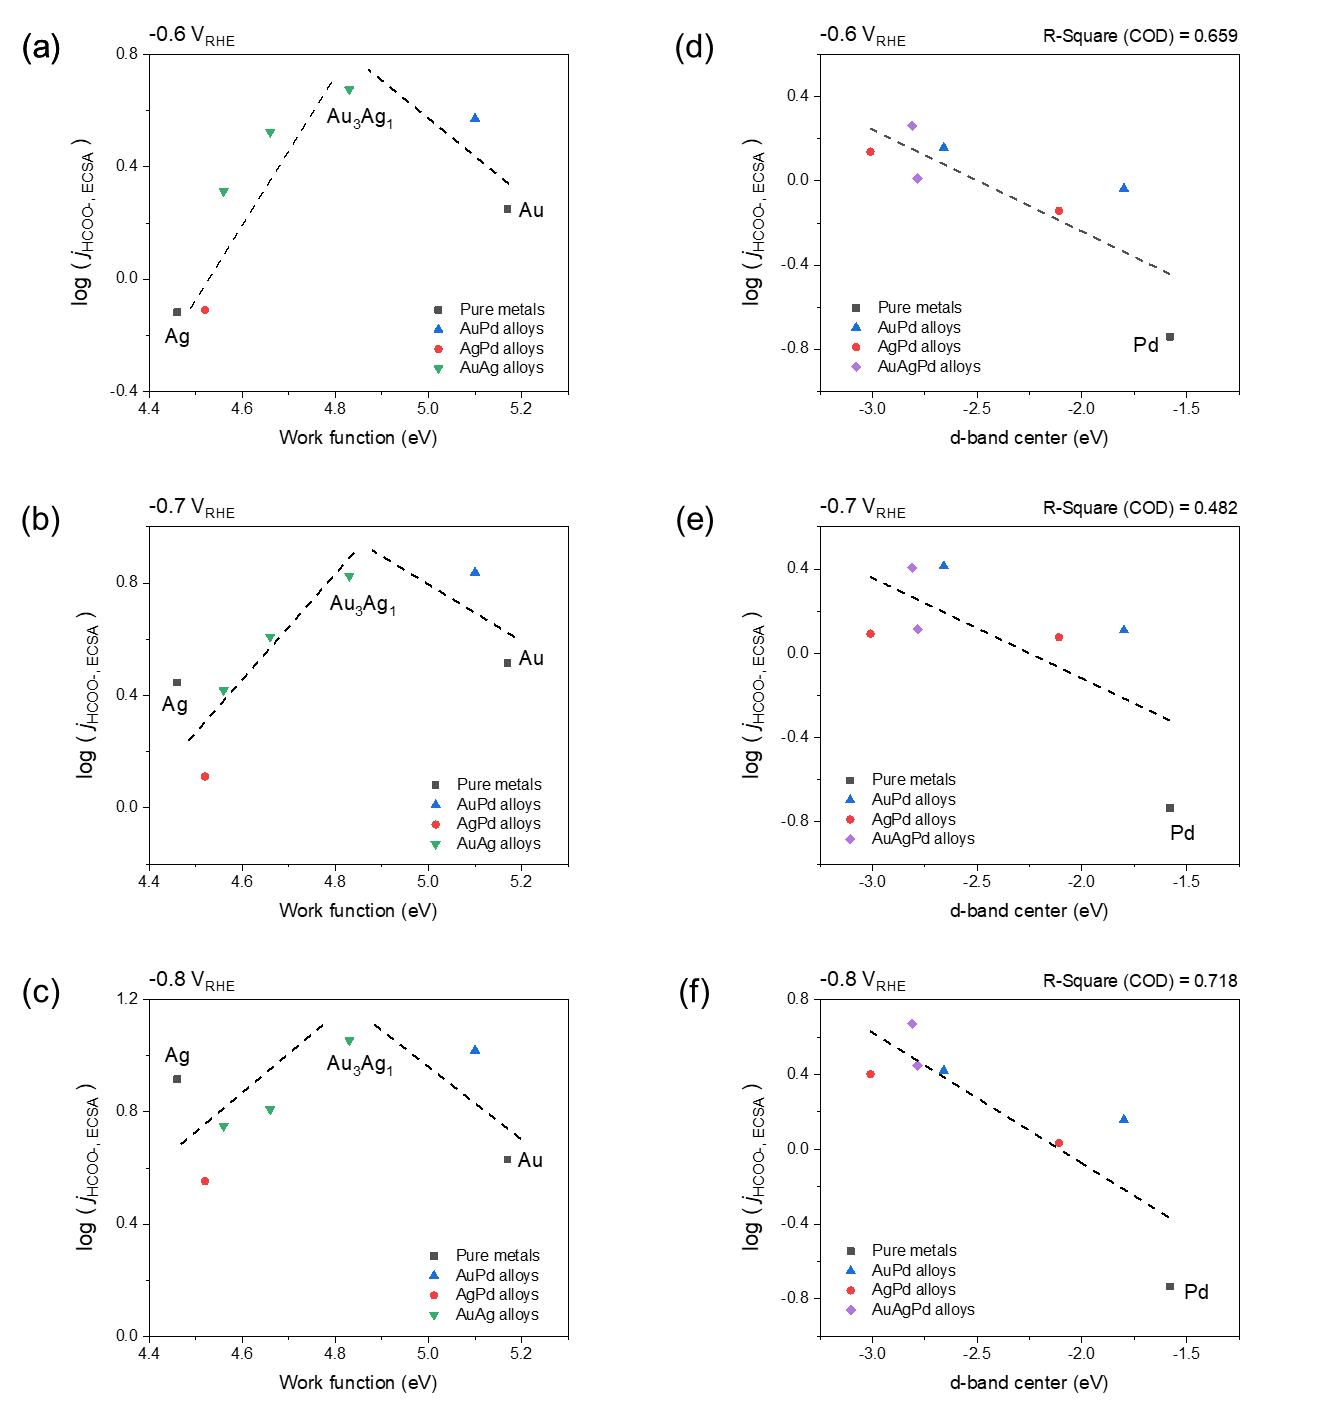 (a)
-0.6 VRHE
0.8
0.4
0.0
-0.4
log ( jHCOO-, ECSA )
Au3Ag1
Au
Ag
Pure metals
AuPd alloys
AgPd alloys
AuAg alloys
4.4 4.6 4.8 5.0 5.2
Work function (eV)
(d)
-0.6 VRHE
R-Square (COD) = 0.659
0.4
0.0
-0.4
-0.8
log ( jHCOO-, ECSA )
Pd
Pure metals
AuPd alloys
AgPd alloys
AuAgPd alloys
-3.0 -2.5 -2.0 -1.5
d-band center (eV)
(b)
-0.7 VRHE
0.8
0.4
0.0
log ( jHCOO-, ECSA )
Au3Ag1
Au
Ag
Pure metals
AuPd alloys
AgPd alloys
AuAg alloys
4.4 4.6 4.8 5.0 5.2
Work function (eV)
(e)
-0.7 VRHE
R-Square (COD) = 0.482
0.4
0.0
-0.4
-0.8
log ( jHCOO-, ECSA )
Pure metals
AuPd alloys
AgPd alloys
AuAgPd alloys
Pd
-3.0 -2.5 -2.0 -1.5
d-band center (eV)
(c)
-0.8 VRHE
1.2
0.8
0.4
0.0
log ( jHCOO-, ECSA )
Ag
Au3Ag1
Au
Pure metals
AuPd alloys
AgPd alloys
AuAg alloys
4.4 4.6 4.8 5.0 5.2
Work function (eV)
(f)
-0.8 VRHE
R-Square (COD) = 0.718
0.8
0.4
0.0
-0.4
-0.8
log ( jHCOO-, ECSA )
Pure metals
AuPd alloys
AgPd alloys
AuAgPd alloys
Pd
-3.0 -2.5 -2.0 -1.5
d-band center (eV)